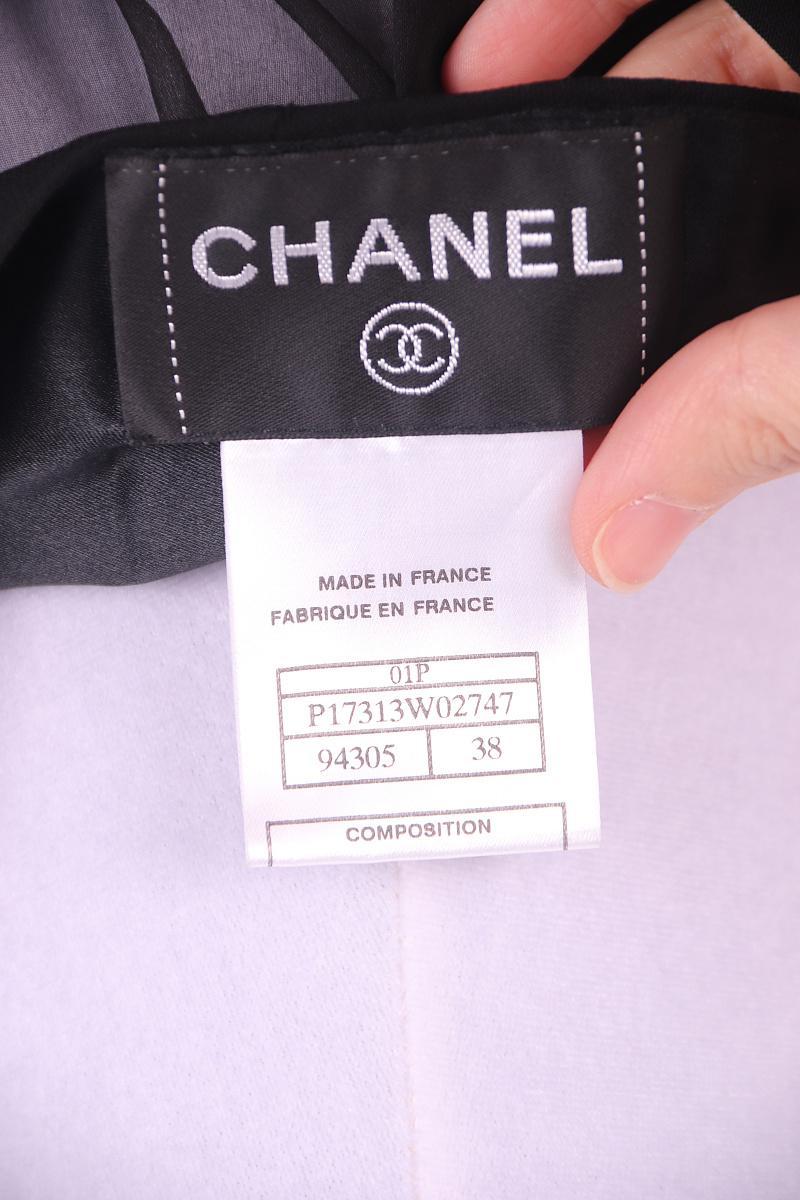 CHANEL
MADE IN FRANCE
FABRIQUE EN FRANCE
01P
P17313W02747
94305 38
COMPOSITION